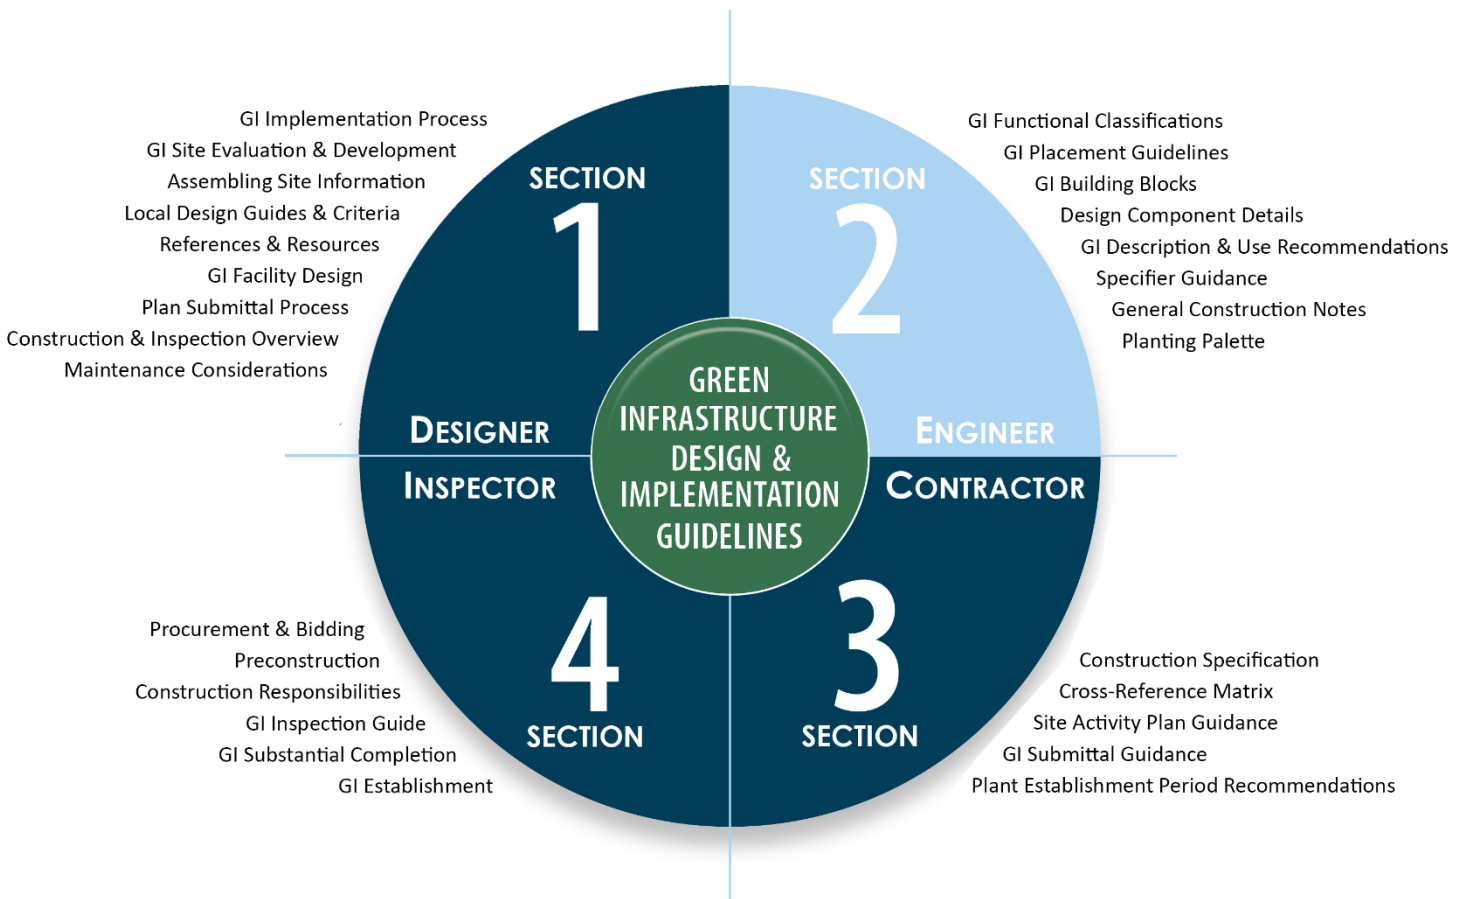 GI Implementation Process
GI Site Evaluation & Development
Assembling Site Information
Local Design Guides & Criteria
References & Resources
GI Facility Design
Plan Submittal Process
Construction & Inspection Overview
Maintenance Considerations
SECTION
1
DESIGNER
SECTION
2
ENGINEER
GI Functional Classifications
GI Placement Guidelines
GI Building Blocks
Design Component Details
GI Description & Use Recommendations
Specifier Guidance
General Construction Notes
Planting Palette
GREEN
INFRASTRUCTURE
DESIGN &
IMPLEMENTATION
GUIDELINES
CONTRACTOR
3
SECTION
Construction Specification
Cross-Reference Matrix
Site Activity Plan Guidance
GI Submittal Guidance
Plant Establishment Period Recommendations
INSPECTOR
4
SECTION
Procurement & Bidding
Preconstruction
Construction Responsibilities
GI Inspection Guide
GI Substantial Completion
GI Establishment